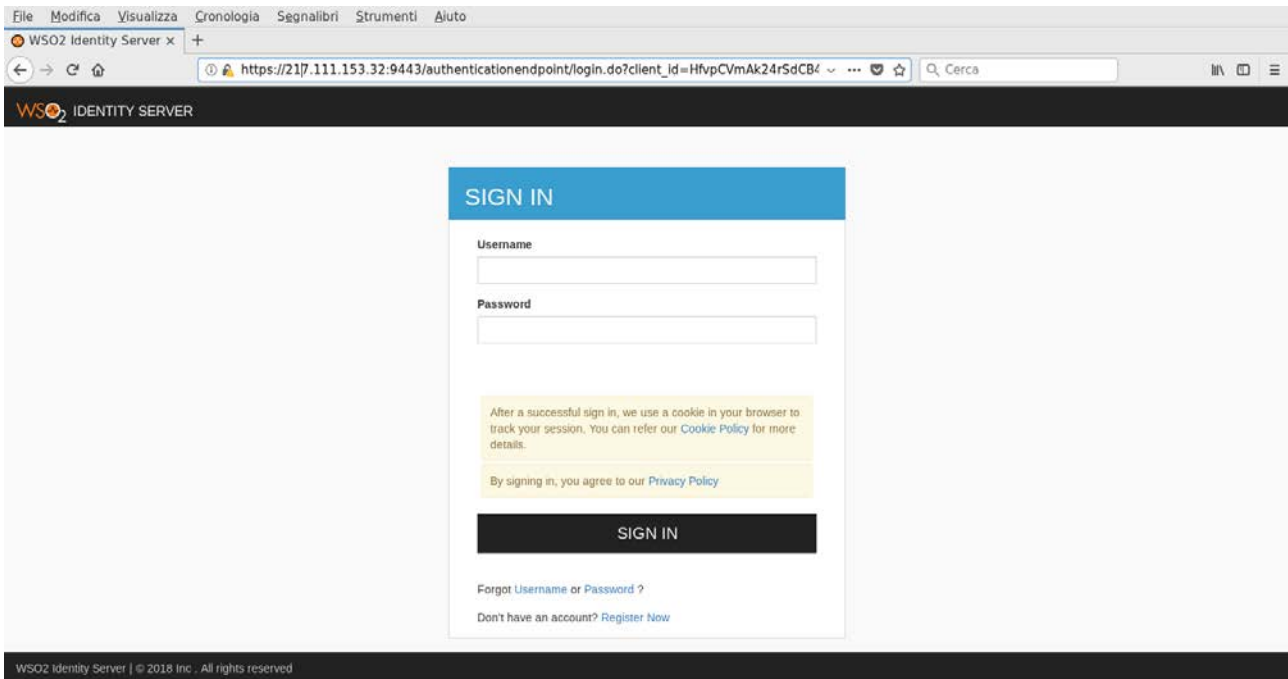 File Modifica Visualizza Cronologia Segnalibri Strumenti Aiuto
WSO2 Identity Server × +
https://217.111.153.32:9443/authenticationendpoint/login.do?client_id=HfvpCVmAk24rSdCB4 Cerca
WSO2 IDENTITY SERVER
SIGN IN
Username
Password
After a successful sign in, we use a cookie in your browser to
track your session. You can refer our Cookie Policy for more
details.
By signing in, you agree to our Privacy Policy
SIGN IN
Forgot Username or Password ?
Don't have an account? Register Now
WSO2 Identity Server | © 2018 Inc . All rights reserved